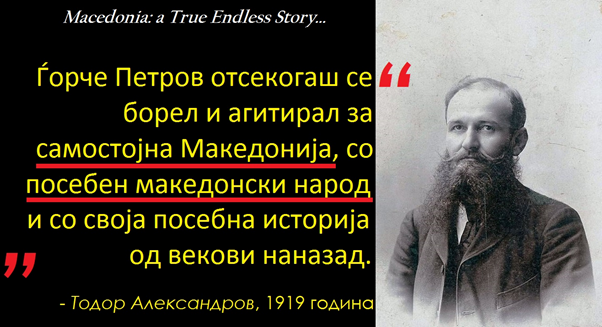 Macedonia: a True Endless Story...
“
Ѓорче Петров отсекогаш се
борел и агитирал за
самостојна Македонија, со
посебен македонски народ
и со своја посебна историја
од векови наназад.
”
- Тодор Александров, 1919 година